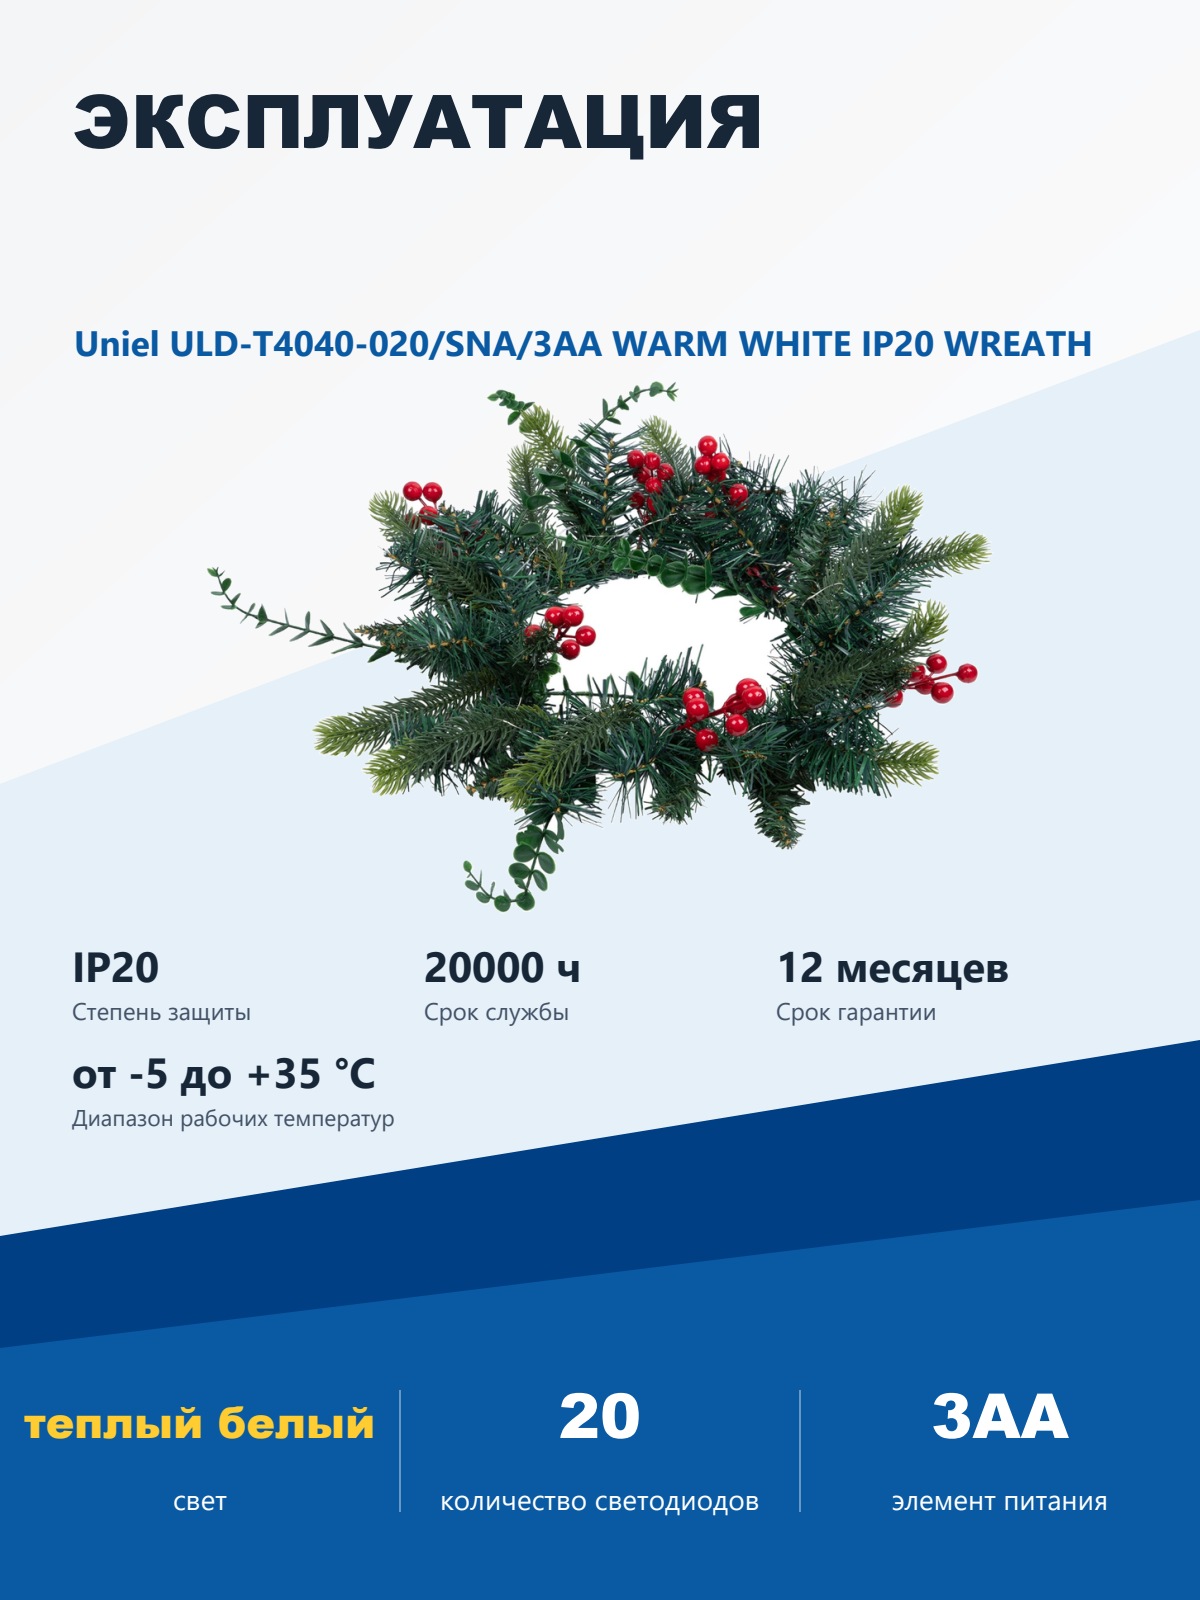 ЭКСПЛУАТАЦИЯ
Uniel ULD-T4040-020/SNA/3AA WARM WHITE IP20 WREATH
IP20
Степень защиты
20000 ч
Срок службы
12 месяцев
Срок гарантии
от -5 до +35 °C
Диапазон рабочих температур
теплый белый
свет
20
количество светодиодов
3AA
элемент питания